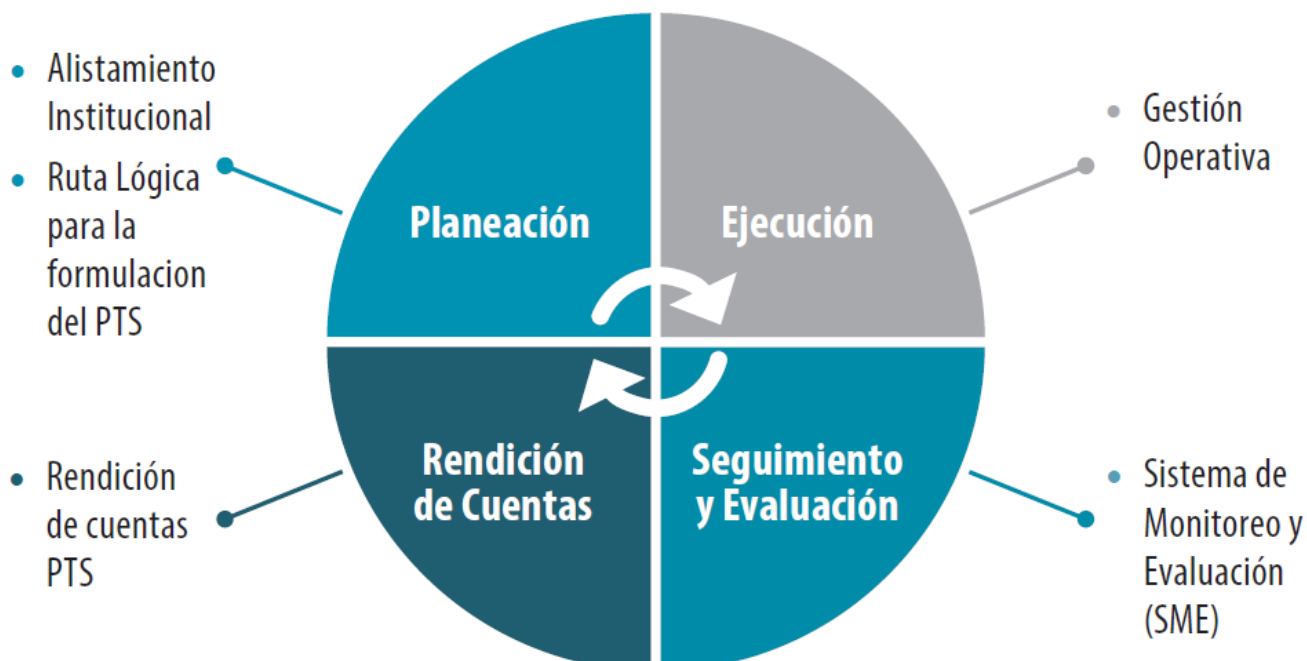 Alistamiento
Institucional
Ruta Lógica
para la
formulacion
del PTS
Planeación
Ejecución
Gestión
Operativa
Rendición
de cuentas
PTS
Rendición
de Cuentas
Seguimiento
y Evaluación
Sistema de
Monitoreo y
Evaluación
(SME)